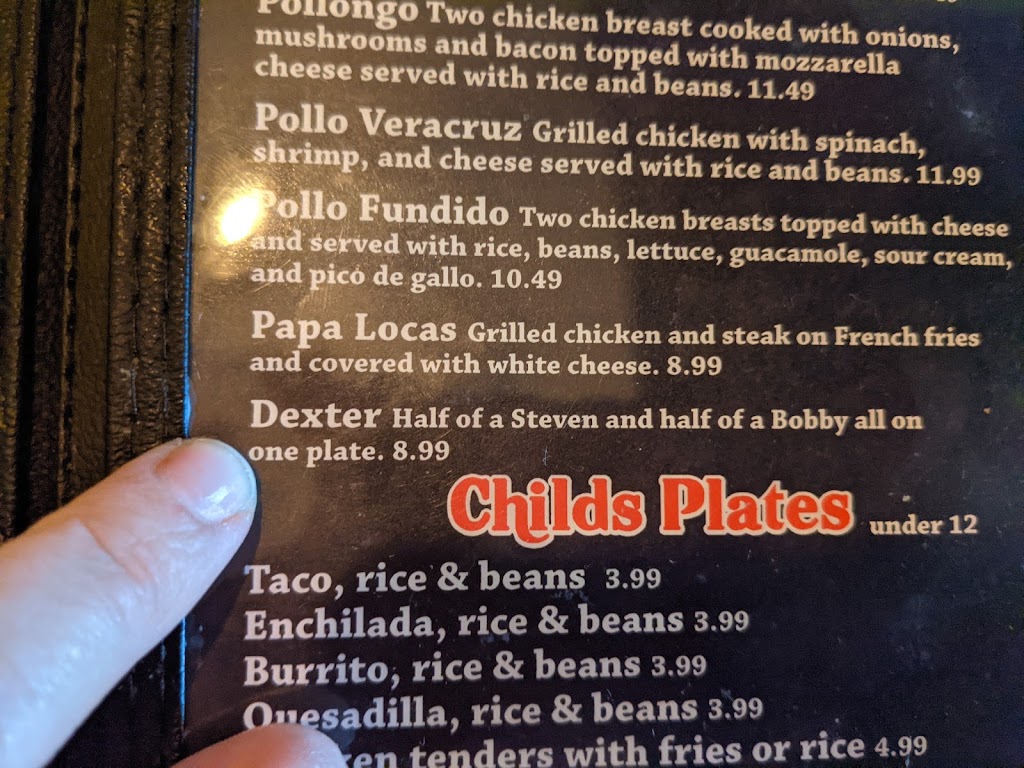 Pollongo Two chicken breast cooked with onions,
mushrooms and bacon topped with mozzarella
cheese served with rice and beans. 11.49
Pollo Veracruz Grilled chicken with spinach,
shrimp, and cheese served with rice and beans. 11.99
Pollo Fundido Two chicken breasts topped with cheese
and served with rice, beans, lettuce, guacamole, sour cream,
and pico de gallo. 10.49
Papa Locas Grilled chicken and steak on French fries
and covered with white cheese. 8.99
Dexter Half of a Steven and half of a Bobby all on
one plate. 8.99
Childs Plates under 12
Taco, rice & beans 3.99
Enchilada, rice & beans 3.99
Burrito, rice & beans 3.99
Quesadilla, rice & beans 3.99
tenders with fries or rice 4.99